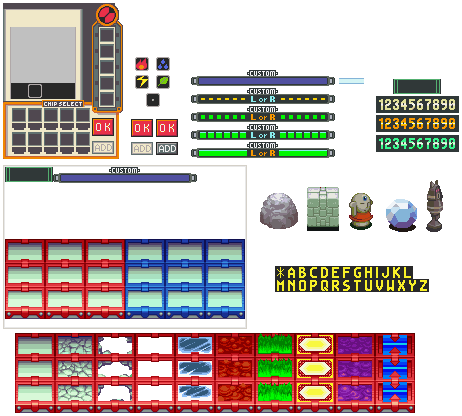 CUSTOM
CHIP SELECT
OK
ADD
OK OK
ADD ADD
CUSTOM
L or R
CUSTOM
L or R
CUSTOM
L or R
CUSTOM
L or R
1234567890
1234567890
1234567890
CUSTOM
*ABCDEFGHIJKL
MNOPQRSTUVWXYZ